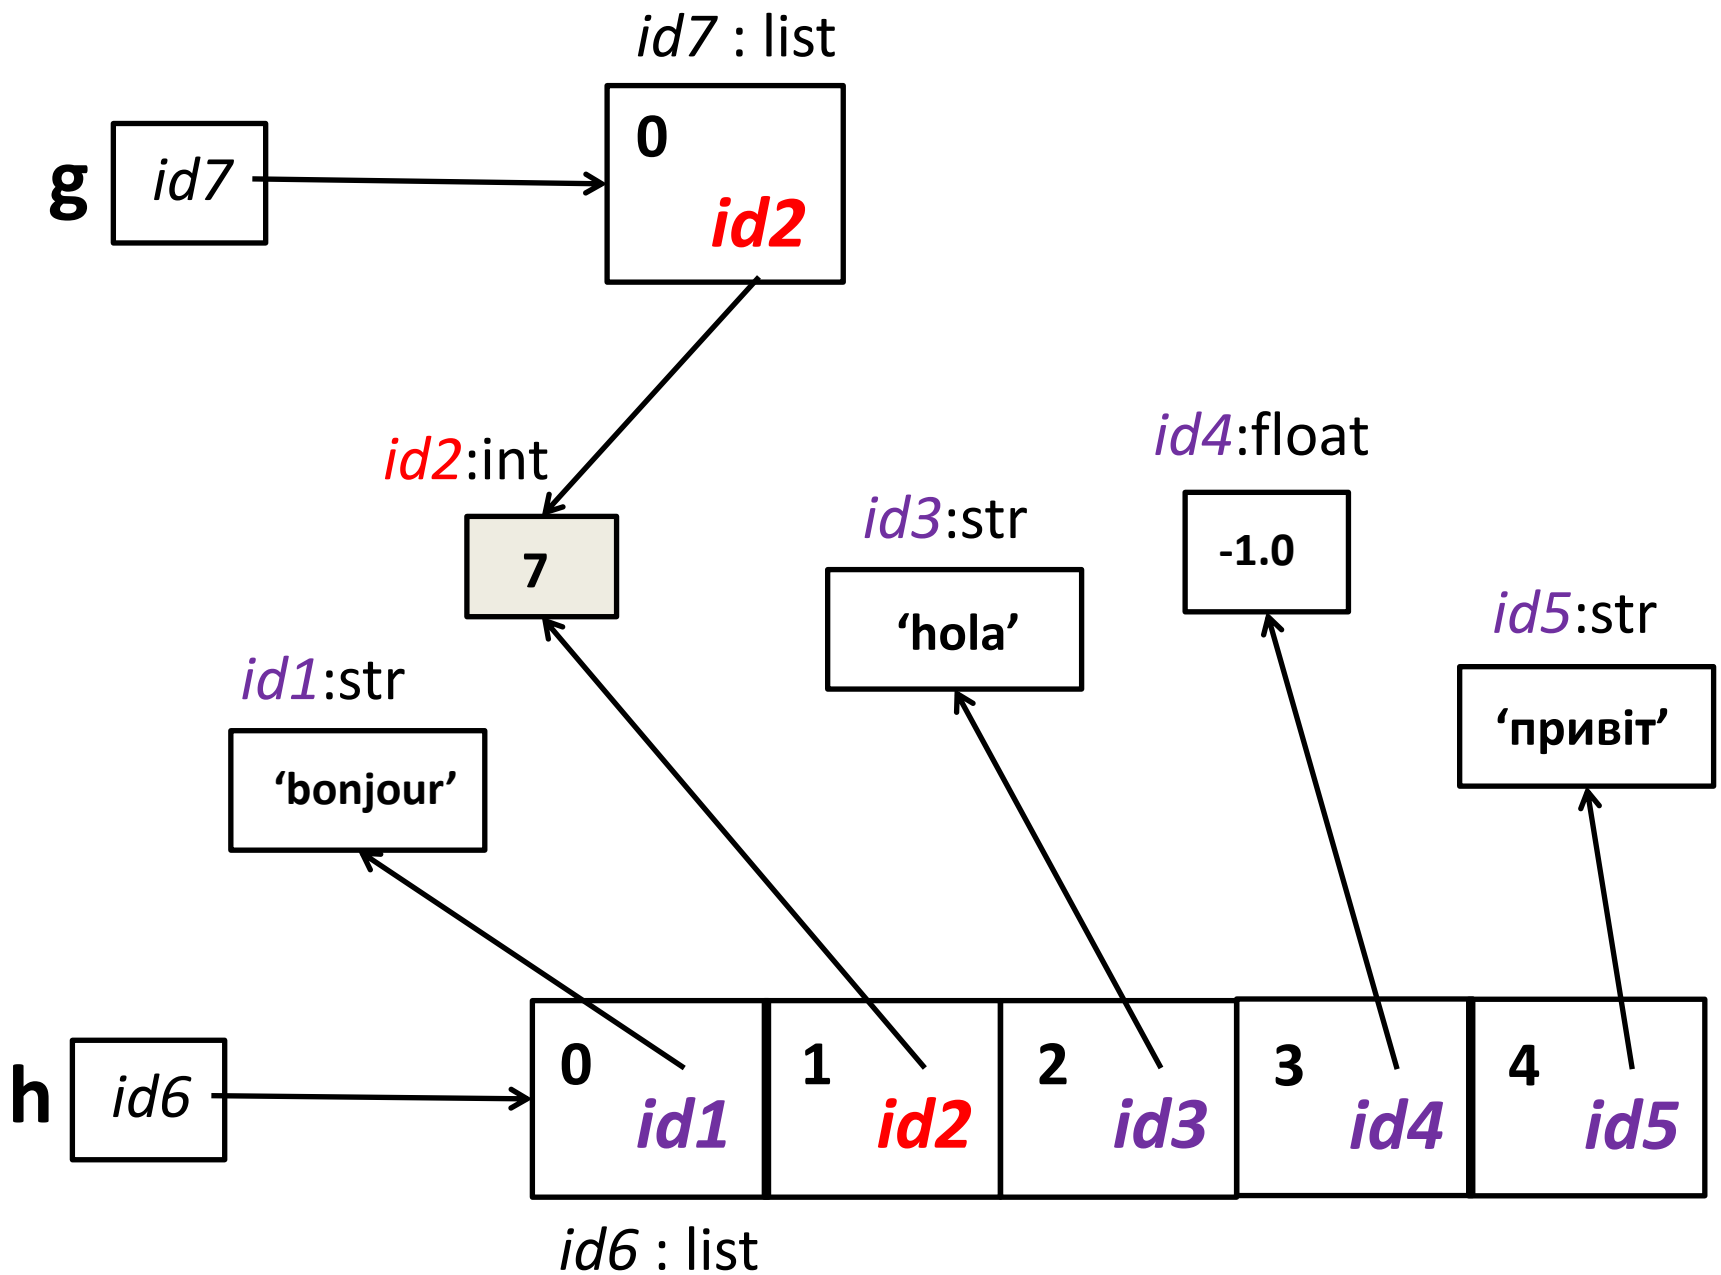 id7 : list
g
id7
0
id2
id2:int
7
id4:float
-1.0
id3:str
‘hola’
id5:str
‘привіт’
id1:str
‘bonjour’
h
id6
0
id1
1
id2
2
id3
3
id4
4
id5
id6 : list